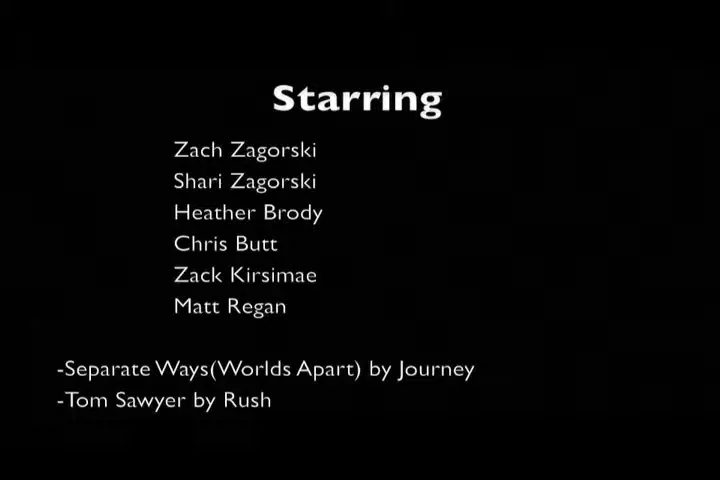 Starring
Zach Zagorski
Shari Zagorski
Heather Brody
Chris Butt
Zack Kirsimae
Matt Regan
-Separate Ways(Worlds Apart) by Journey
-Tom Sawyer by Rush